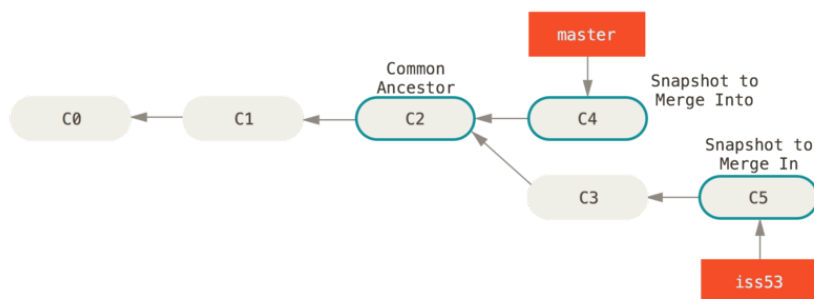 master
Common
Ancestor
Snapshot to
Merge Into
C0
C1
C2
C4
Snapshot to
Merge In
C3
C5
iss53